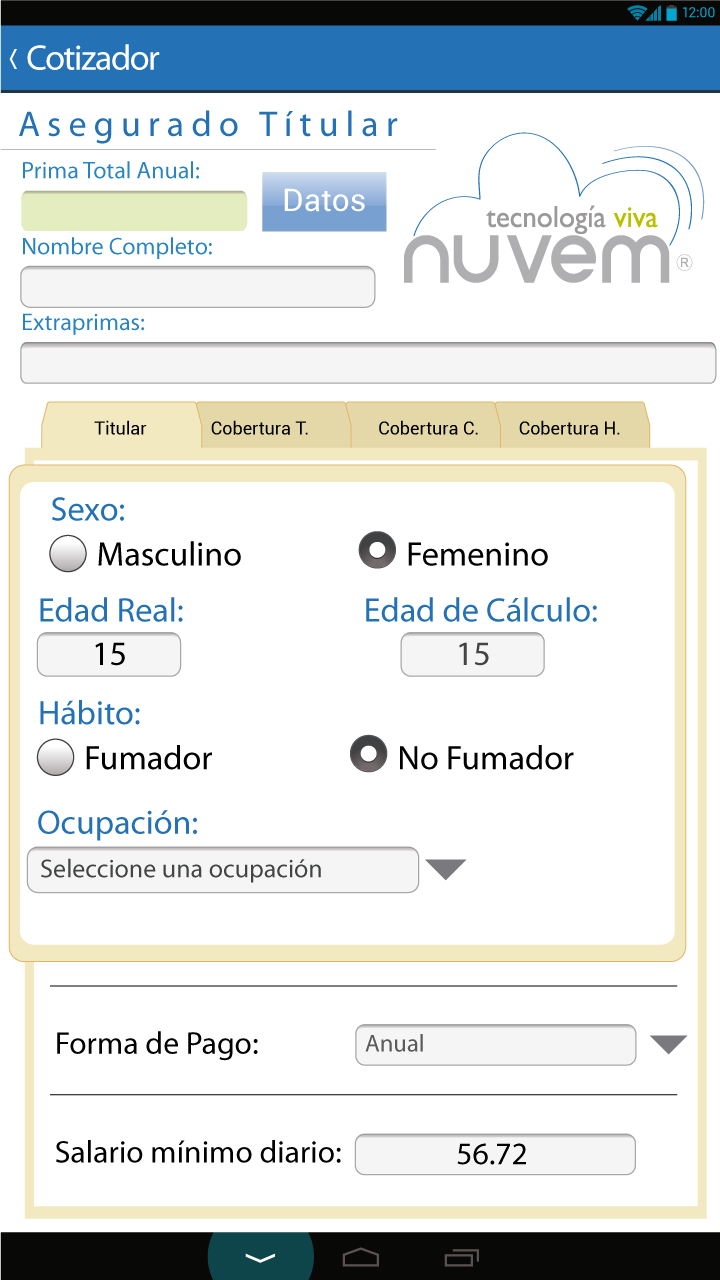 12:00
Cotizador
Asegurado Títular
Prima Total Anual:
Datos
tecnología viva
nuvem®
Nombre Completo:
Extraprimas:
Titular Cobertura T. Cobertura C. Cobertura H.
Sexo:
Masculino Femenino
Edad Real: Edad de Cálculo:
15 15
Hábito:
Fumador No Fumador
Ocupación:
Seleccione una ocupación
Forma de Pago: Anual
Salario mínimo diario: 56.72